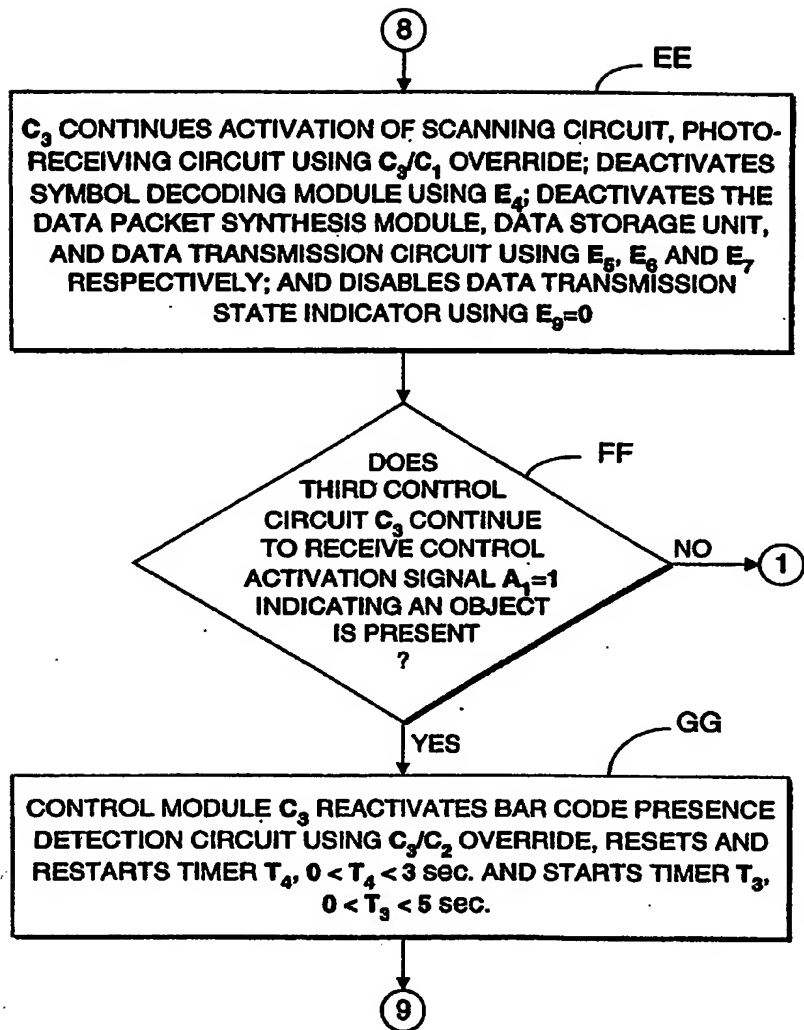 8
EE
C₃ CONTINUES ACTIVATION OF SCANNING CIRCUIT, PHOTO-
RECEIVING CIRCUIT USING C₃/C₁ OVERRIDE; DEACTIVATES
SYMBOL DECODING MODULE USING E₄; DEACTIVATES THE
DATA PACKET SYNTHESIS MODULE, DATA STORAGE UNIT,
AND DATA TRANSMISSION CIRCUIT USING E₅, E₆ AND E₇
RESPECTIVELY; AND DISABLES DATA TRANSMISSION
STATE INDICATOR USING E₉=0
FF
DOES
THIRD CONTROL
CIRCUIT C₃ CONTINUE
TO RECEIVE CONTROL
ACTIVATION SIGNAL A₁=1
INDICATING AN OBJECT
IS PRESENT
?
NO
1
YES
GG
CONTROL MODULE C₃ REACTIVATES BAR CODE PRESENCE
DETECTION CIRCUIT USING C₃/C₂ OVERRIDE, RESETS AND
RESTARTS TIMER T₄, 0 < T₄ < 3 sec. AND STARTS TIMER T₃,
0 < T₃ < 5 sec.
9